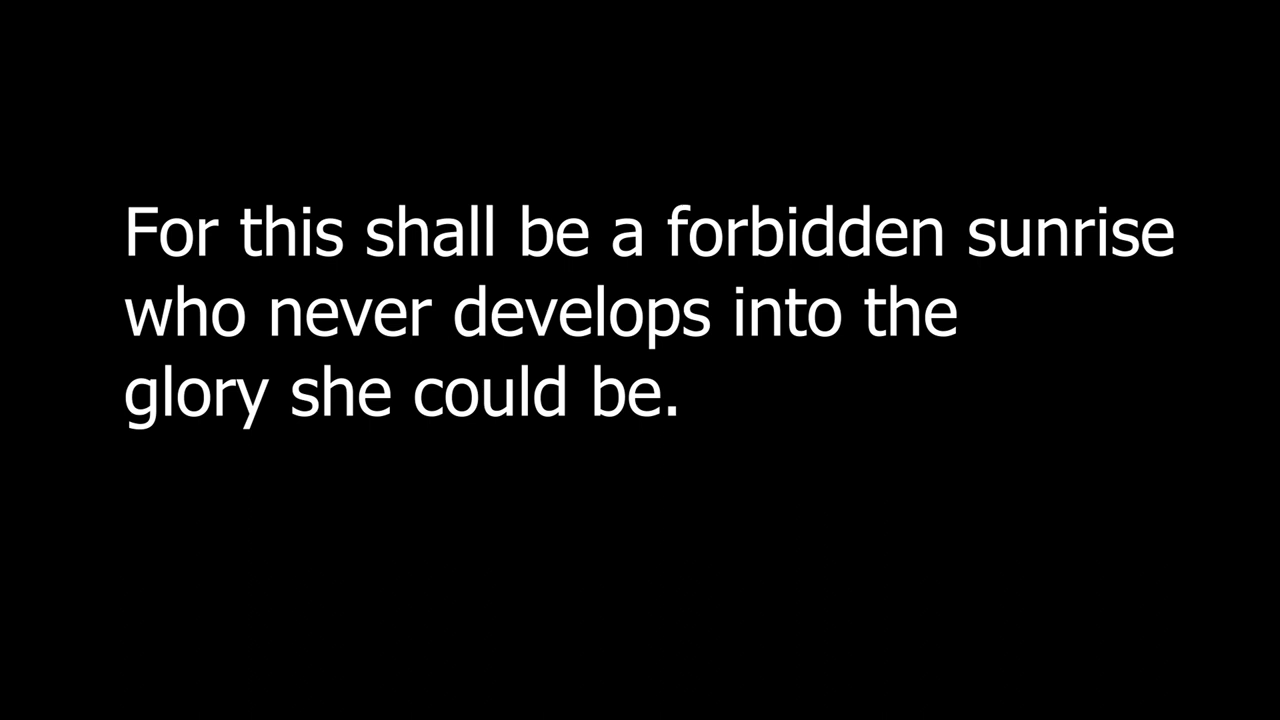 For this shall be a forbidden sunrise
who never develops into the
glory she could be.